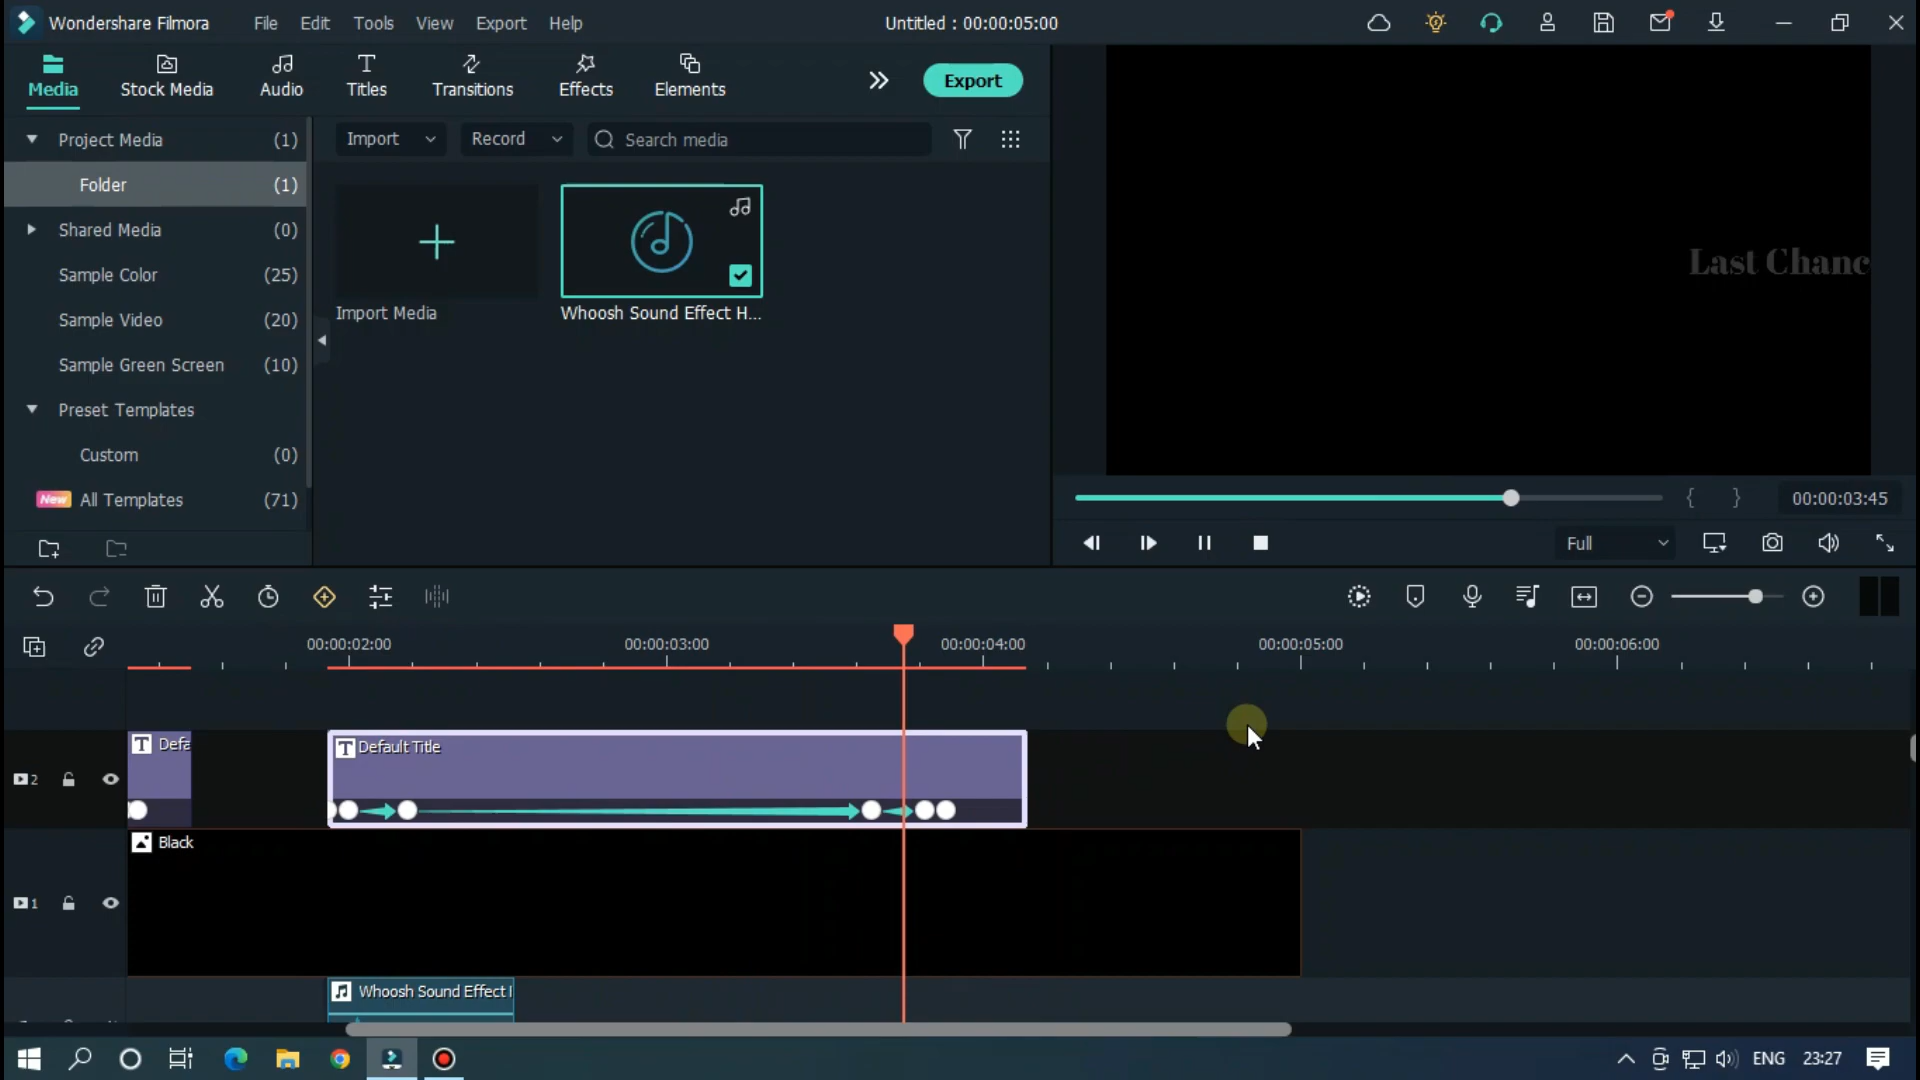 Wondershare Filmora File Edit Tools View Export Help Untitled : 00:00:05:00
Media Stock Media Audio Titles Transitions Effects Elements Export
Project Media (1)
Folder (1)
Shared Media (0)
Sample Color (25)
Sample Video (20)
Sample Green Screen (10)
Preset Templates
Custom (0)
New All Templates (71)
Import Record Search media
Import Media Whoosh Sound Effect H...
Last Chanc
{ } 00:00:03:45
Full
00:00:02:00 00:00:03:00 00:00:04:00 00:00:05:00 00:00:06:00
2 T Defa T Default Title
1 Black
Whoosh Sound Effect
ENG 23:27